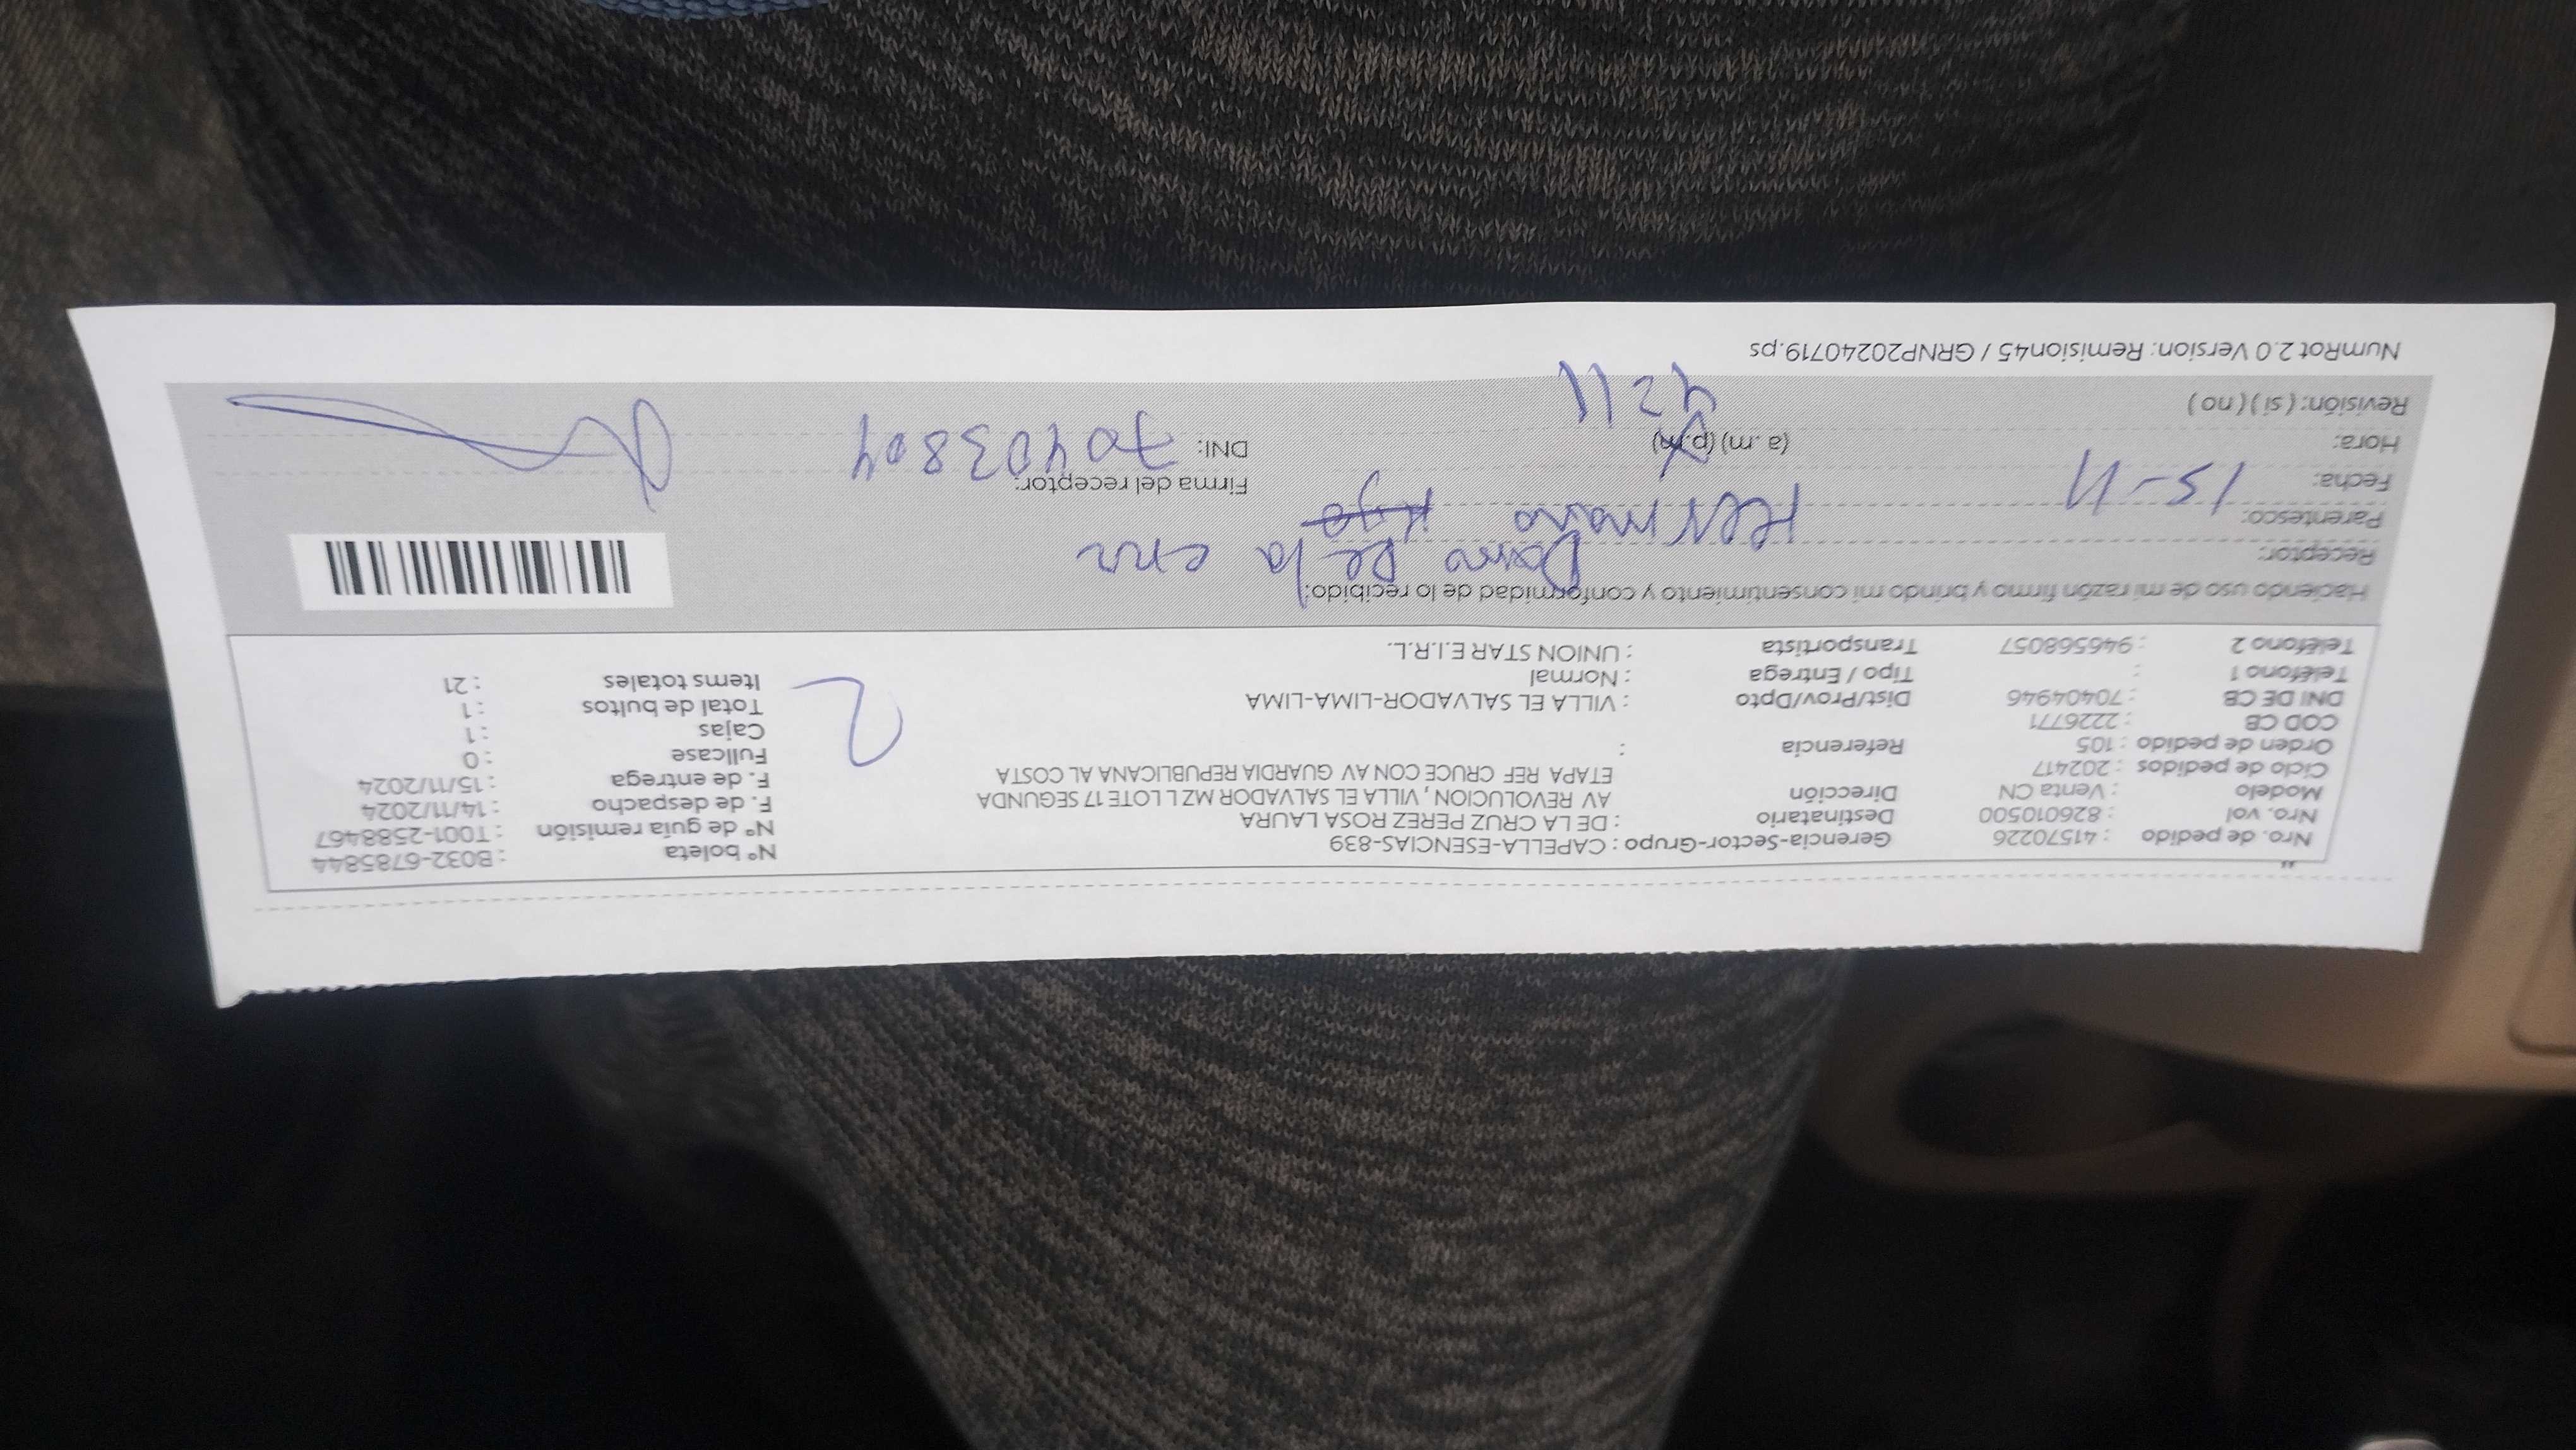 "
Nro. de pedido : 41570226 Gerencia-Sector-Grupo : CAPELLA-ESENCIAS-839 N° boleta : B032-6785844
Nro. vol : 826010500 Destinatario : DE LA CRUZ PEREZ ROSA LAURA N° de guía remisión : T001-2588467
Modelo : Venta CN Dirección AV REVOLUCION, VILLA EL SALVADOR MZ L LOTE 17 SEGUNDA F. de despacho : 14/11/2024
Ciclo de pedidos : 202417 ETAPA REF CRUCE CON AV GUARDIA REPUBLICANA AL COSTA F. de entrega : 15/11/2024
Orden de pedido : 105 Referencia : Fullcase : 0
COD CB : 2226771 Cajas : 1
DNI DE CB : 70404946 Dist/Prov/Dpto : VILLA EL SALVADOR-LIMA-LIMA Total de bultos : 1
Teléfono 1 : Tipo / Entrega : Normal Items totales : 21
Teléfono 2 : 946568057 Transportista : UNION STAR E.I.R.L.
2
Haciendo uso de mi razón firmo y brindo mi consentimiento y conformidad de lo recibido:
Receptor: De la
Parentesco: Hermano Hijo
Fecha: 15-11 Firma del receptor:
Hora: (a.m) (p.m) DNI: 70403804
Revisión: ( si ) ( no )
NumRot 2.0 Version: Remision45 / GRNP20240719.ps